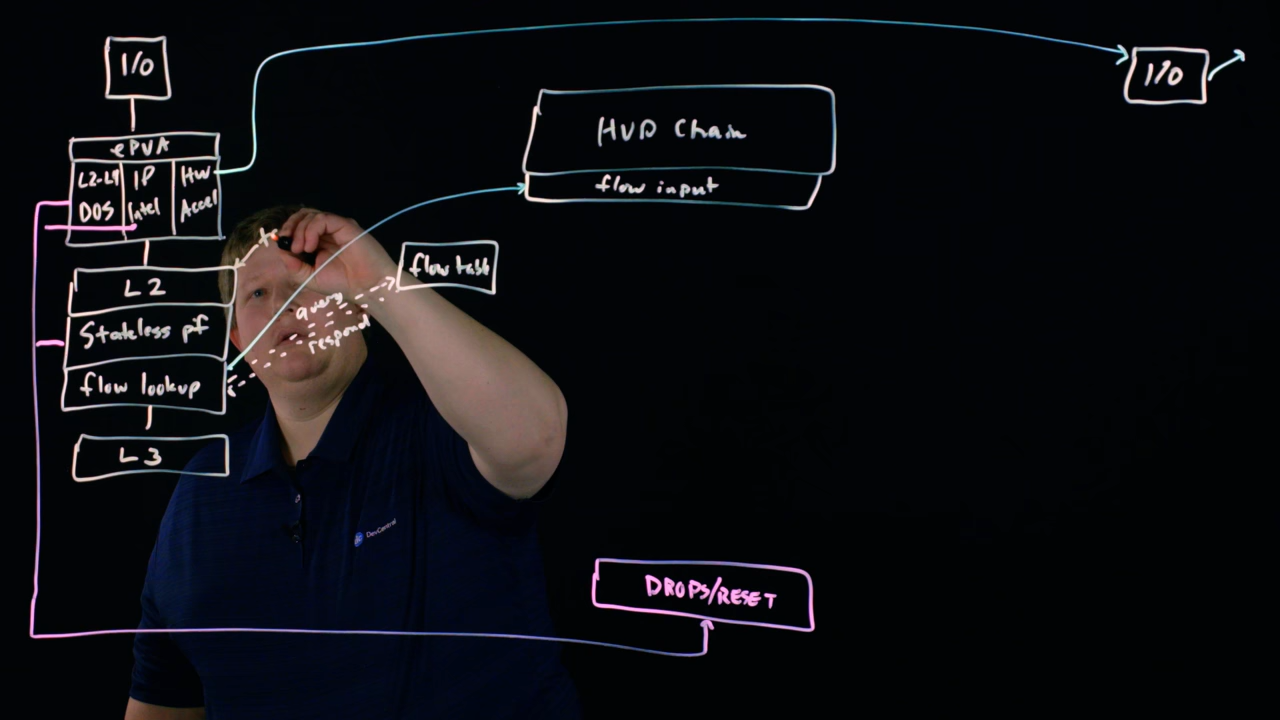 I/O
ePVA
L2-L4
DOS
IP
Intel
HW
Accel
L2
Stateless pf
flow lookup
L3
query
respond
flow table
HUD Chain
flow input
I/O
DevCentral
DROPS/RESET